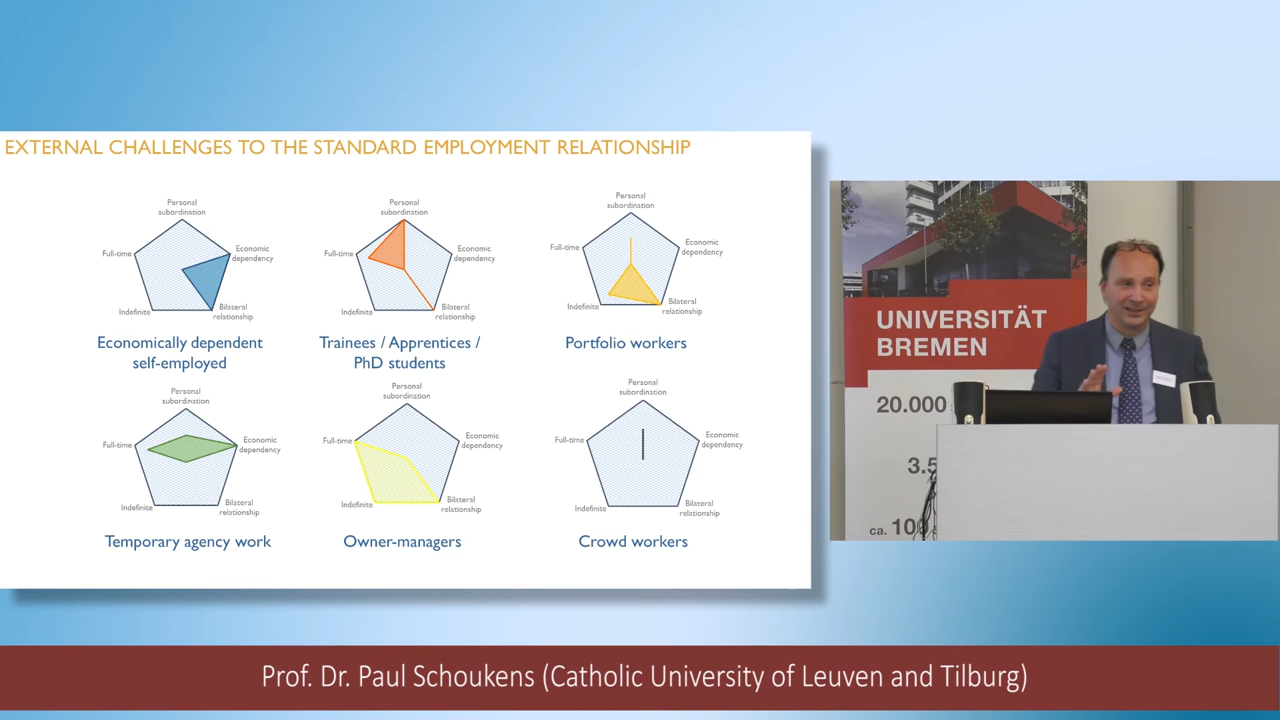 EXTERNAL CHALLENGES TO THE STANDARD EMPLOYMENT RELATIONSHIP
Personal
subordination
Full-time
Economic
dependency
Indefinite
Bilateral
relationship
Economically dependent
self-employed
Personal
subordination
Full-time
Economic
dependency
Indefinite
Bilateral
relationship
Trainees / Apprentices /
PhD students
Personal
subordination
Full-time
Economic
dependency
Indefinite
Bilateral
relationship
Portfolio workers
Personal
subordination
Full-time
Economic
dependency
Indefinite
Bilateral
relationship
Temporary agency work
Personal
subordination
Full-time
Economic
dependency
Indefinite
Bilateral
relationship
Owner-managers
Personal
subordination
Full-time
Economic
dependency
Indefinite
Bilateral
relationship
Crowd workers
UNIVERSITÄT
BREMEN
20.000
3.5
ca. 100
Prof. Dr. Paul Schoukens (Catholic University of Leuven and Tilburg)